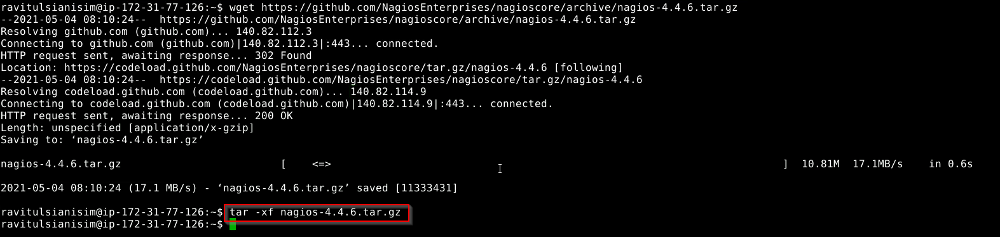 ravitulsianisim@ip-172-31-77-126:~$ wget https://github.com/NagiosEnterprises/nagioscore/archive/nagios-4.4.6.tar.gz
--2021-05-04 08:10:24--  https://github.com/NagiosEnterprises/nagioscore/archive/nagios-4.4.6.tar.gz
Resolving github.com (github.com)... 140.82.112.3
Connecting to github.com (github.com)|140.82.112.3|:443... connected.
HTTP request sent, awaiting response... 302 Found
Location: https://codeload.github.com/NagiosEnterprises/nagioscore/tar.gz/nagios-4.4.6 [following]
--2021-05-04 08:10:24--  https://codeload.github.com/NagiosEnterprises/nagioscore/tar.gz/nagios-4.4.6
Resolving codeload.github.com (codeload.github.com)... 140.82.114.9
Connecting to codeload.github.com (codeload.github.com)|140.82.114.9|:443... connected.
HTTP request sent, awaiting response... 200 OK
Length: unspecified [application/x-gzip]
Saving to: ‘nagios-4.4.6.tar.gz’
nagios-4.4.6.tar.gz [ <=> ] 10.81M 17.1MB/s in 0.6s
2021-05-04 08:10:24 (17.1 MB/s) - ‘nagios-4.4.6.tar.gz’ saved [11333431]
ravitulsianisim@ip-172-31-77-126:~$ tar -xf nagios-4.4.6.tar.gz
ravitulsianisim@ip-172-31-77-126:~$